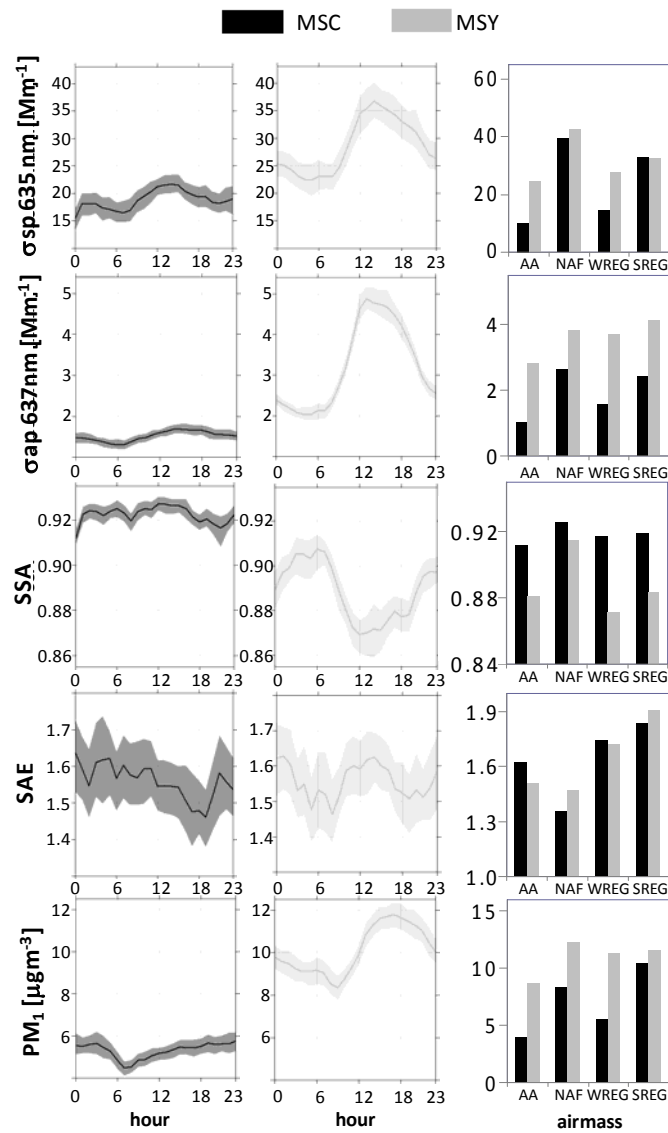 MSC MSY
σsp 635 nm [Mm-1]
40
35
30
25
20
15
0 6 12 18 23
40
35
30
25
20
15
0 6 12 18 23
60
40
20
0
AA NAF WREG SREG
σap 637nm [Mm-1]
5
4
3
2
0 6 12 18 23
5
4
3
2
0 6 12 18 23
4
2
0
AA NAF WREG SREG
SSA
0.92
0.90
0.88
0.86
0 6 12 18 23
0.92
0.90
0.88
0.86
0 6 12 18 23
0.92
0.88
0.84
AA NAF WREG SREG
SAE
1.7
1.6
1.5
1.4
0 6 12 18 23
1.7
1.6
1.5
1.4
0 6 12 18 23
1.9
1.6
1.3
1.0
AA NAF WREG SREG
PM1 [µgm-3]
12
10
8
6
0 6 12 18 23
hour
12
10
8
6
0 6 12 18 23
hour
15
10
5
0
AA NAF WREG SREG
airmass